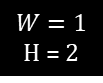 W = 1
H = 2